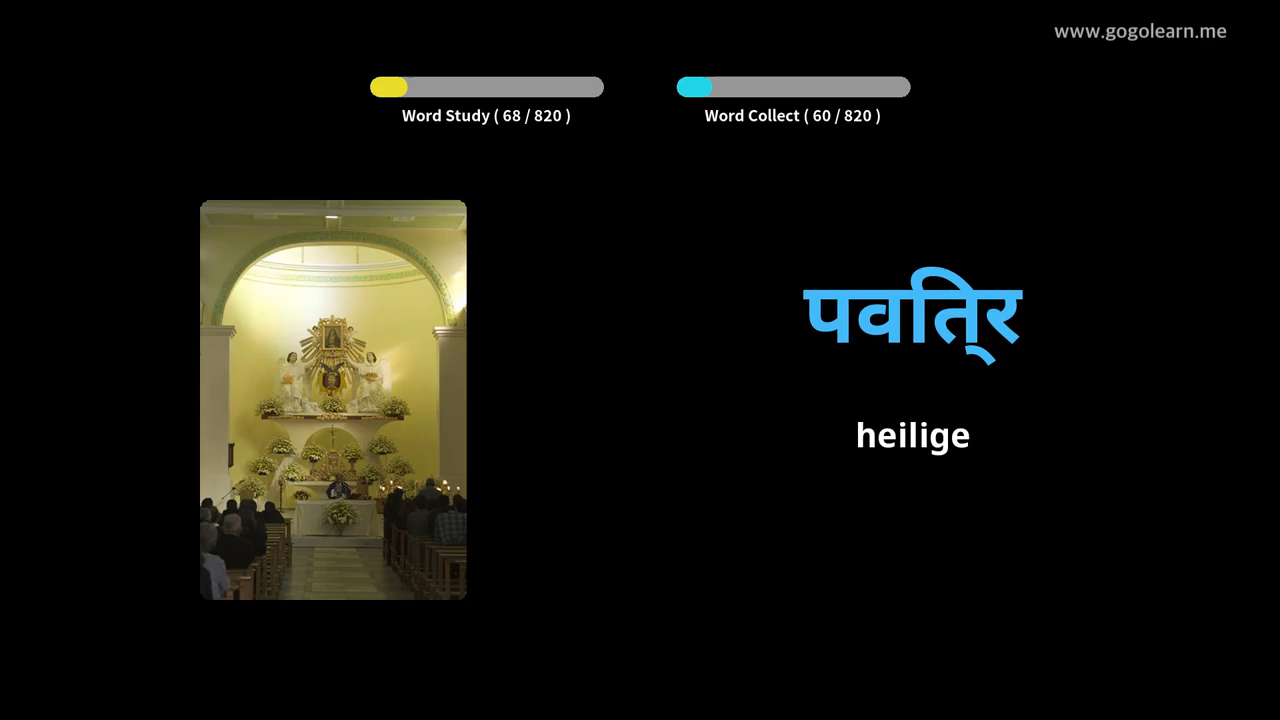 www.gogolearn.me
Word Study ( 68 / 820 )
Word Collect ( 60 / 820 )
पवित्र
heilige